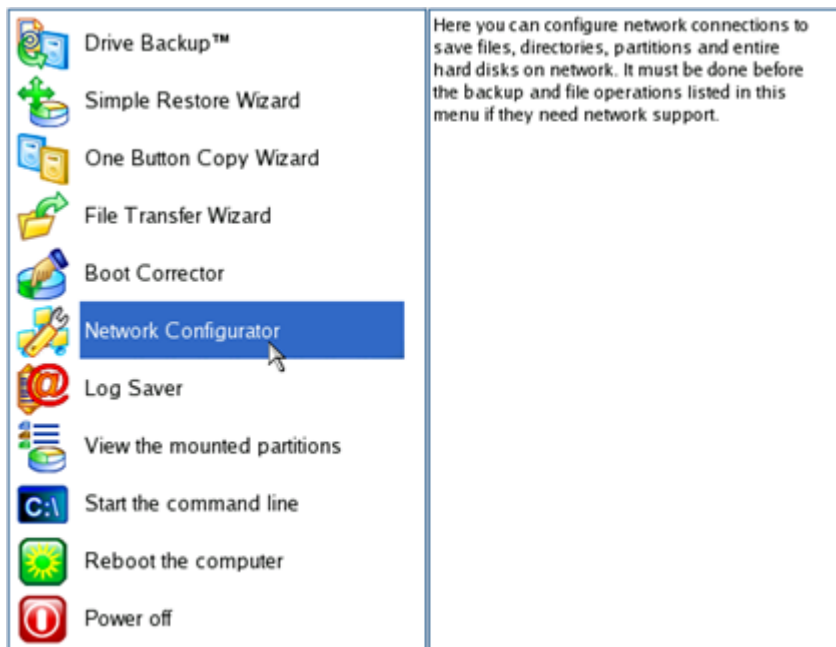 Drive Backup™
Simple Restore Wizard
One Button Copy Wizard
File Transfer Wizard
Boot Corrector
Network Configurator
Log Saver
View the mounted partitions
C:\ Start the command line
Reboot the computer
Power off
Here you can configure network connections to
save files, directories, partitions and entire
hard disks on network. It must be done before
the backup and file operations listed in this
menu if they need network support.